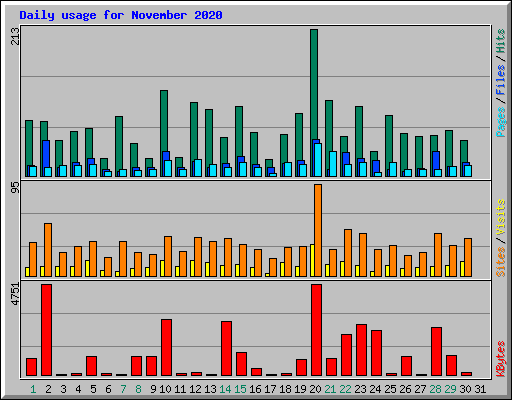 Daily usage for November 2020
213
Pages / Files / Hits
95
Sites / Visits
4751
KBytes
1 2 3 4 5 6 7 8 9 10 11 12 13 14 15 16 17 18 19 20 21 22 23 24 25 26 27 28 29 30 31